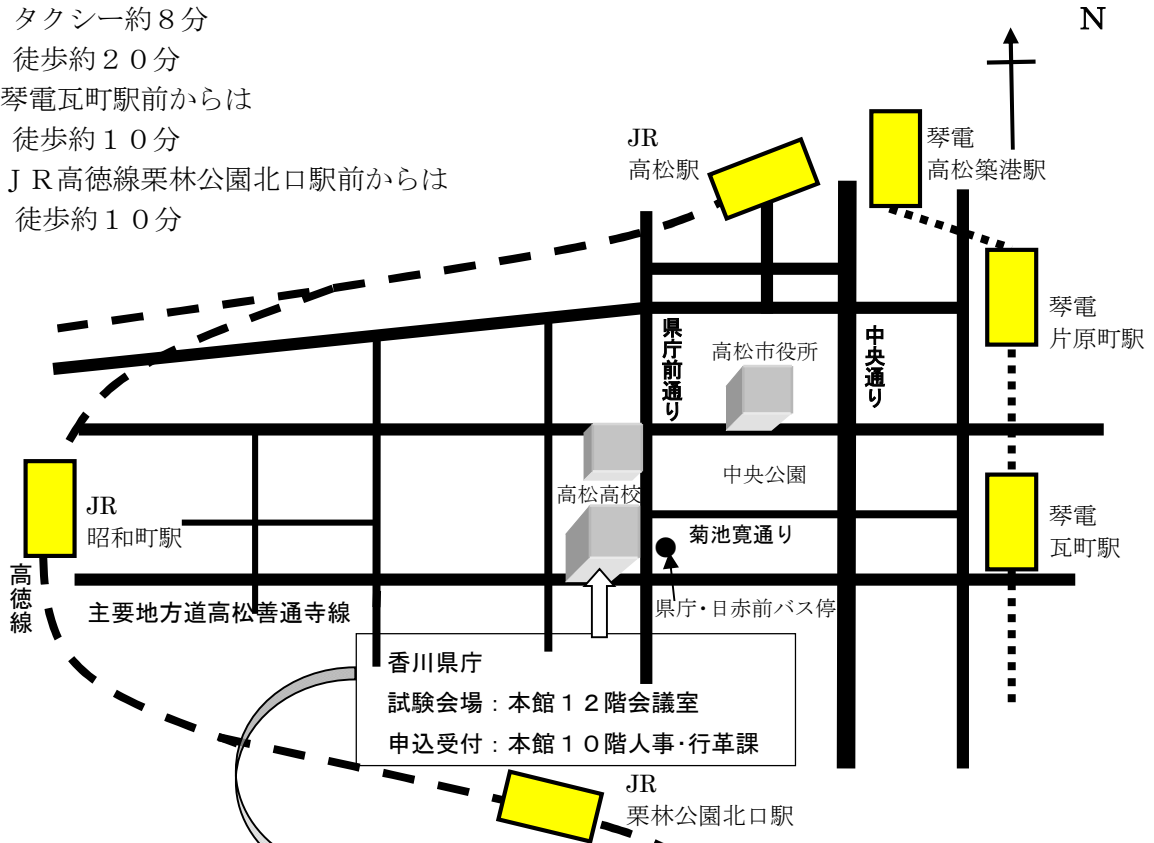 タクシー約８分
徒歩約２０分
琴電瓦町駅前からは
徒歩約１０分
ＪＲ高徳線栗林公園北口駅前からは
徒歩約１０分
N
JR
高松駅
琴電
高松築港駅
琴電
片原町駅
県庁前通り
高松市役所
中央通り
高松高校
中央公園
JR
昭和町駅
菊池寛通り
琴電
瓦町駅
高徳線
主要地方道高松善通寺線
県庁・日赤前バス停
香川県庁
試験会場：本館１２階会議室
申込受付：本館１０階人事・行革課
JR
栗林公園北口駅